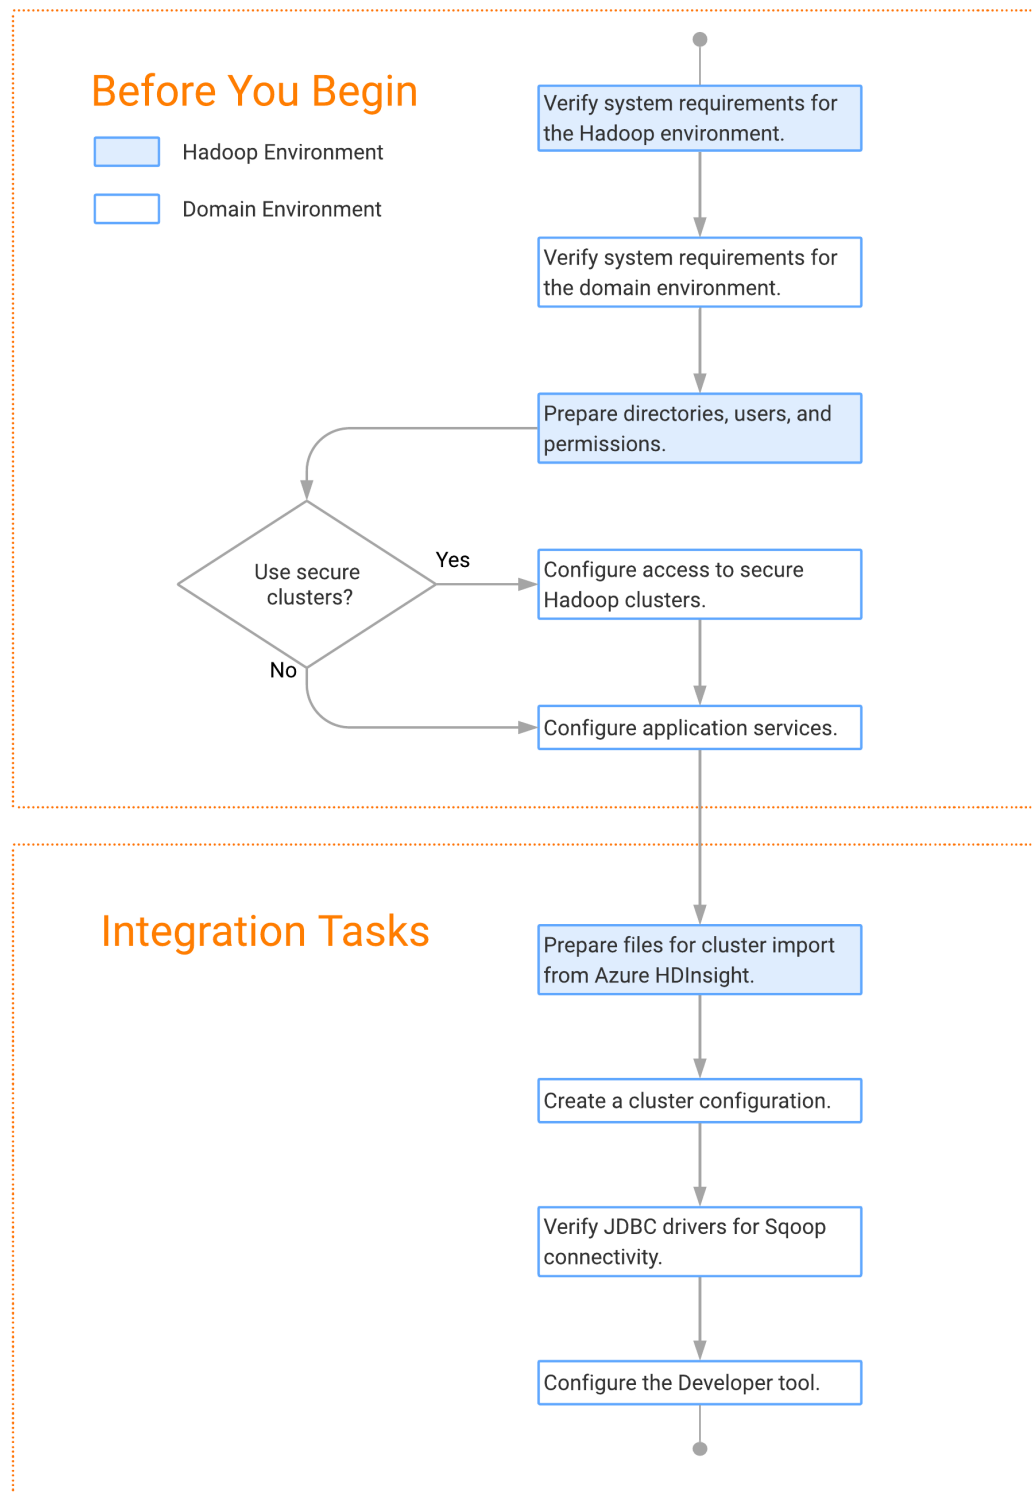 Before You Begin
Hadoop Environment
Domain Environment
Verify system requirements for
the Hadoop environment.
Verify system requirements for
the domain environment.
Prepare directories, users, and
permissions.
Use secure
clusters?
Yes
No
Configure access to secure
Hadoop clusters.
Configure application services.
Integration Tasks
Prepare files for cluster import
from Azure HDInsight.
Create a cluster configuration.
Verify JDBC drivers for Sqoop
connectivity.
Configure the Developer tool.